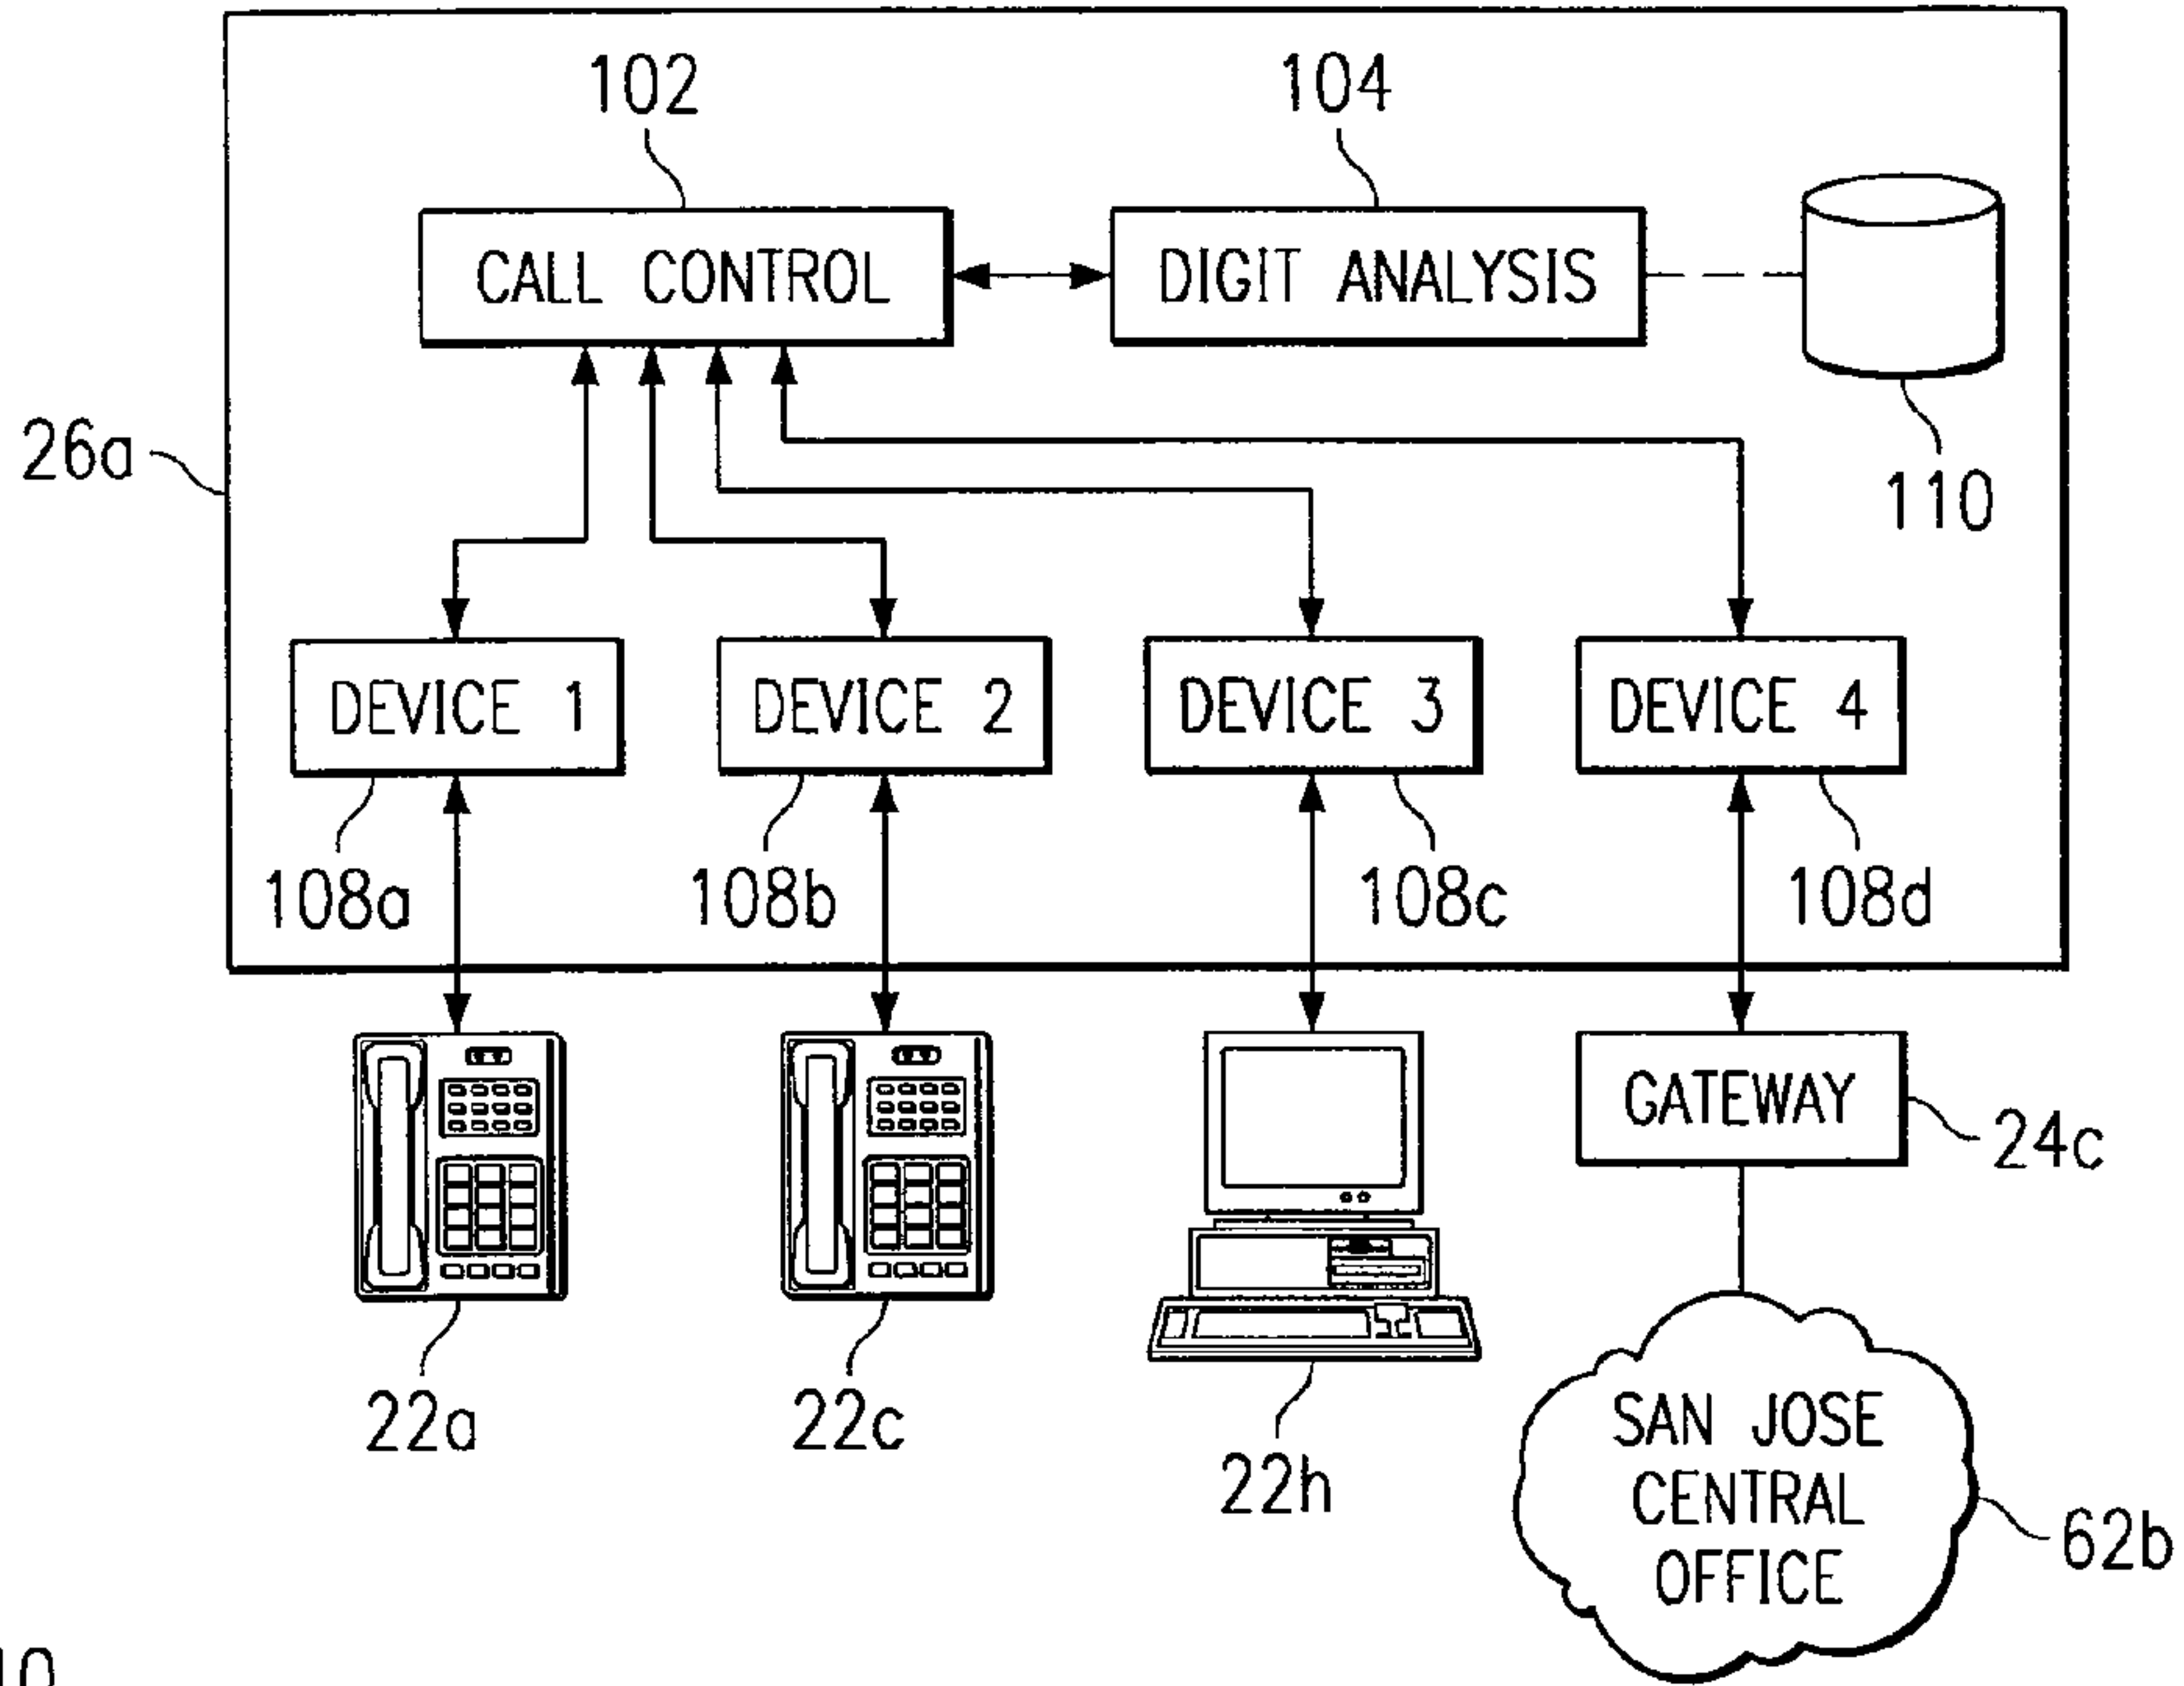 102
104
CALL CONTROL
DIGIT ANALYSIS
26a
110
DEVICE 1
DEVICE 2
DEVICE 3
DEVICE 4
108a
108b
108c
108d
GATEWAY
24c
22a
22c
22h
SAN JOSE
CENTRAL
OFFICE
62b